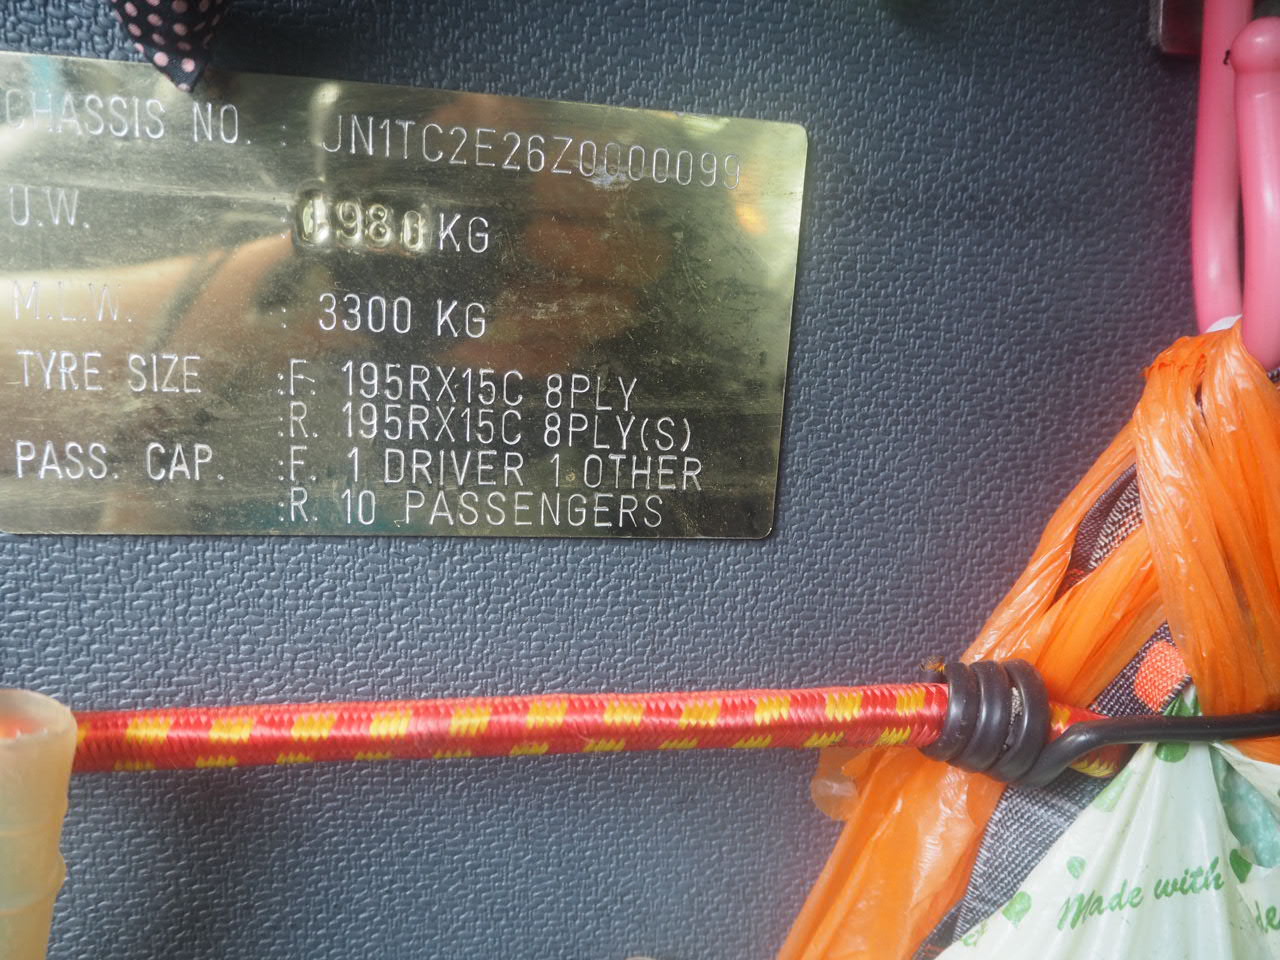 CHASSIS NO. : JN1TC2E26Z0000099
U.W. : 1980 KG
M.L.W. : 3300 KG
TYRE SIZE :F. 195RX15C 8PLY
:R. 195RX15C 8PLY(S)
PASS. CAP. :F. 1 DRIVER 1 OTHER
:R. 10 PASSENGERS
Made with